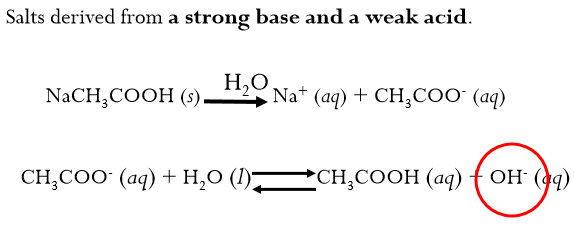 Salts derived from a strong base and a weak acid.
NaCH₃COOH (s) H₂O Na⁺ (aq) + CH₃COO⁻ (aq)
CH₃COO⁻ (aq) + H₂O (l) CH₃COOH (aq) + OH⁻ (aq)